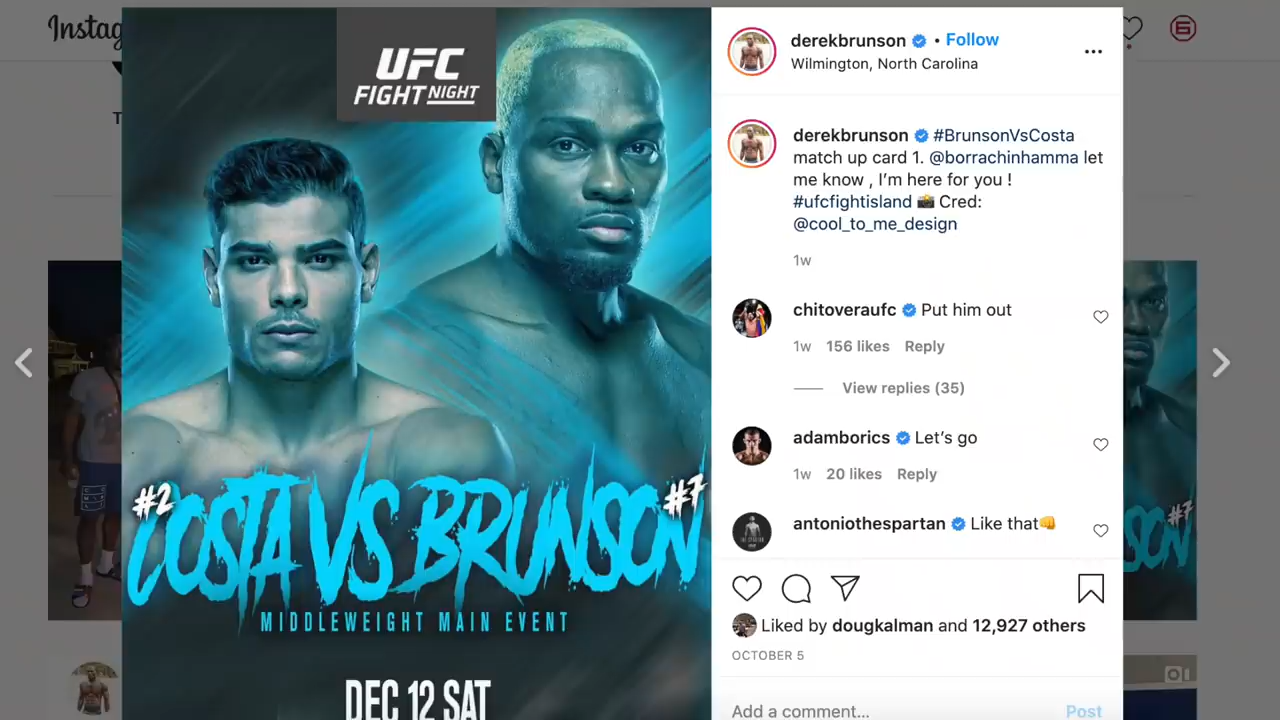 Instag
T
UFC
FIGHT NIGHT
#2
#7
COSTA VS BRUNSON
MIDDLEWEIGHT MAIN EVENT
DEC 12 SAT
derekbrunson • Follow
Wilmington, North Carolina
derekbrunson #BrunsonVsCosta
match up card 1. @borrachinhamma let
me know , I’m here for you !
#ufcfightisland 📸 Cred:
@cool_to_me_design
1w
chitoveraufc Put him out
1w 156 likes Reply
View replies (35)
adamborics Let’s go
1w 20 likes Reply
antoniothespartan Like that👊
Liked by dougkalman and 12,927 others
OCTOBER 5
Add a comment... Post
#7